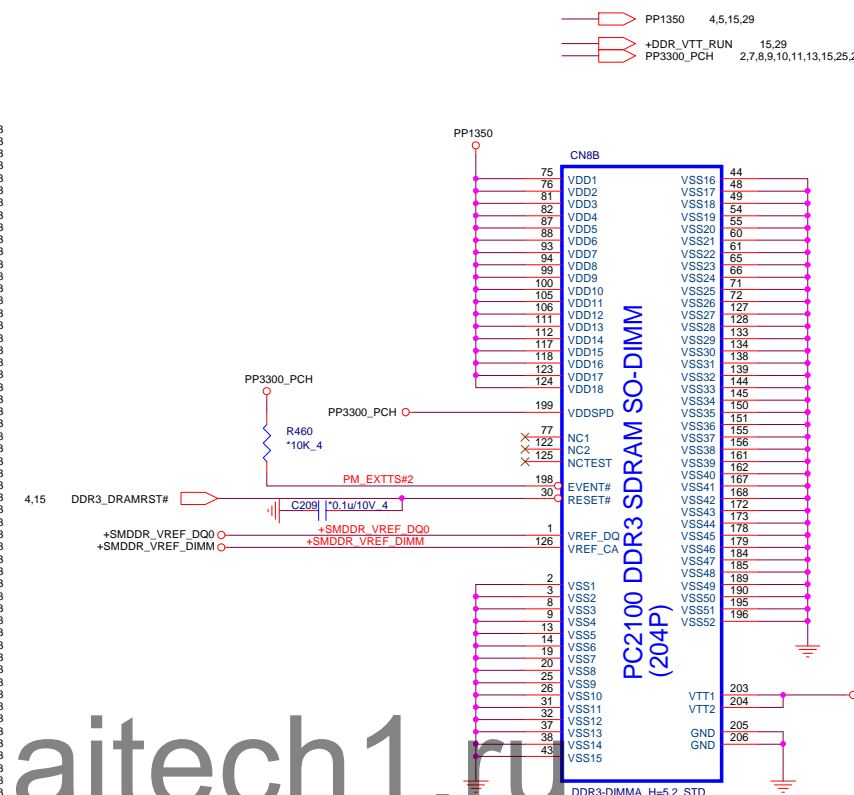 PP1350 4,5,15,29
+DDR_VTT_RUN 15,29
PP3300_PCH 2,7,8,9,10,11,13,15,25,2
PP1350
CN8B
75 VDD1 VSS16 44
76 VDD2 VSS17 48
81 VDD3 VSS18 49
82 VDD4 VSS19 54
87 VDD5 VSS20 55
88 VDD6 VSS21 60
93 VDD7 VSS22 61
94 VDD8 VSS23 65
99 VDD9 VSS24 66
100 VDD10 VSS25 71
105 VDD11 VSS26 72
106 VDD12 VSS27 127
111 VDD13 VSS28 128
112 VDD14 VSS29 133
117 VDD15 VSS30 134
118 VDD16 VSS31 138
123 VDD17 VSS32 139
124 VDD18 VSS33 144
VSS34 145
PP3300_PCH 199 VDDSPD VSS35 150
VSS36 151
77 NC1 VSS37 155
122 NC2 VSS38 156
125 NCTEST VSS39 161
VSS40 162
PP3300_PCH
R460
*10K_4
PM_EXTTS#2 198 EVENT# VSS41 167
4,15 DDR3_DRAMRST# 30 RESET# VSS42 168
C209 *0.1u/10V_4 VSS43 172
VSS44 173
+SMDDR_VREF_DQ0 +SMDDR_VREF_DQ0 1 VREF_DQ VSS45 178
+SMDDR_VREF_DIMM +SMDDR_VREF_DIMM 126 VREF_CA VSS46 179
VSS47 184
VSS48 185
2 VSS1 VSS49 189
3 VSS2 VSS50 190
8 VSS3 VSS51 195
9 VSS4 VSS52 196
13 VSS5
14 VSS6
19 VSS7
20 VSS8
25 VSS9
26 VSS10 VTT1 203
31 VSS11 VTT2 204
32 VSS12
37 VSS13 GND 205
38 VSS14 GND 206
43 VSS15
PC2100 DDR3 SDRAM SO-DIMM
(204P)
DDR3-DIMMA_H=5.2_STD
aitech1.ru